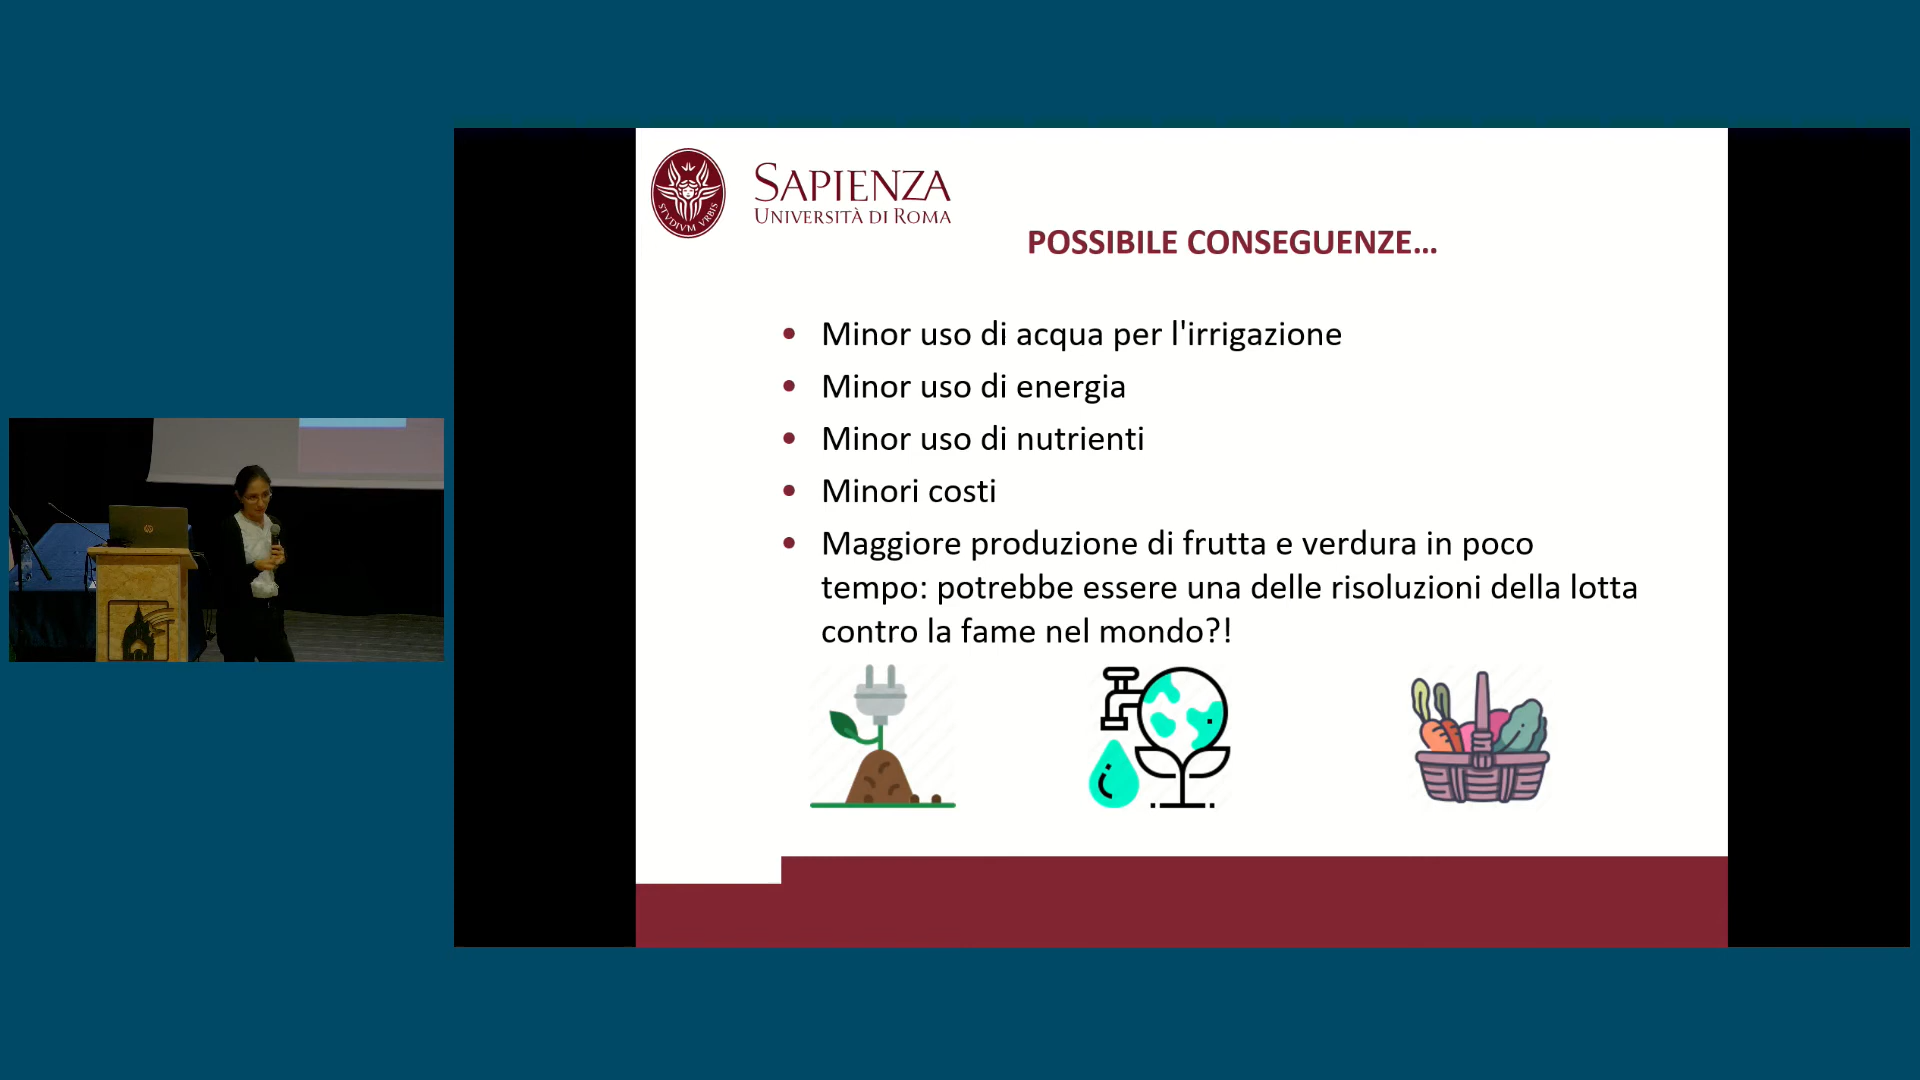 SAPIENZA
UNIVERSITÀ DI ROMA
STVDIVM VRBIS
POSSIBILE CONSEGUENZE...
• Minor uso di acqua per l'irrigazione
• Minor uso di energia
• Minor uso di nutrienti
• Minori costi
• Maggiore produzione di frutta e verdura in poco
tempo: potrebbe essere una delle risoluzioni della lotta
contro la fame nel mondo?!